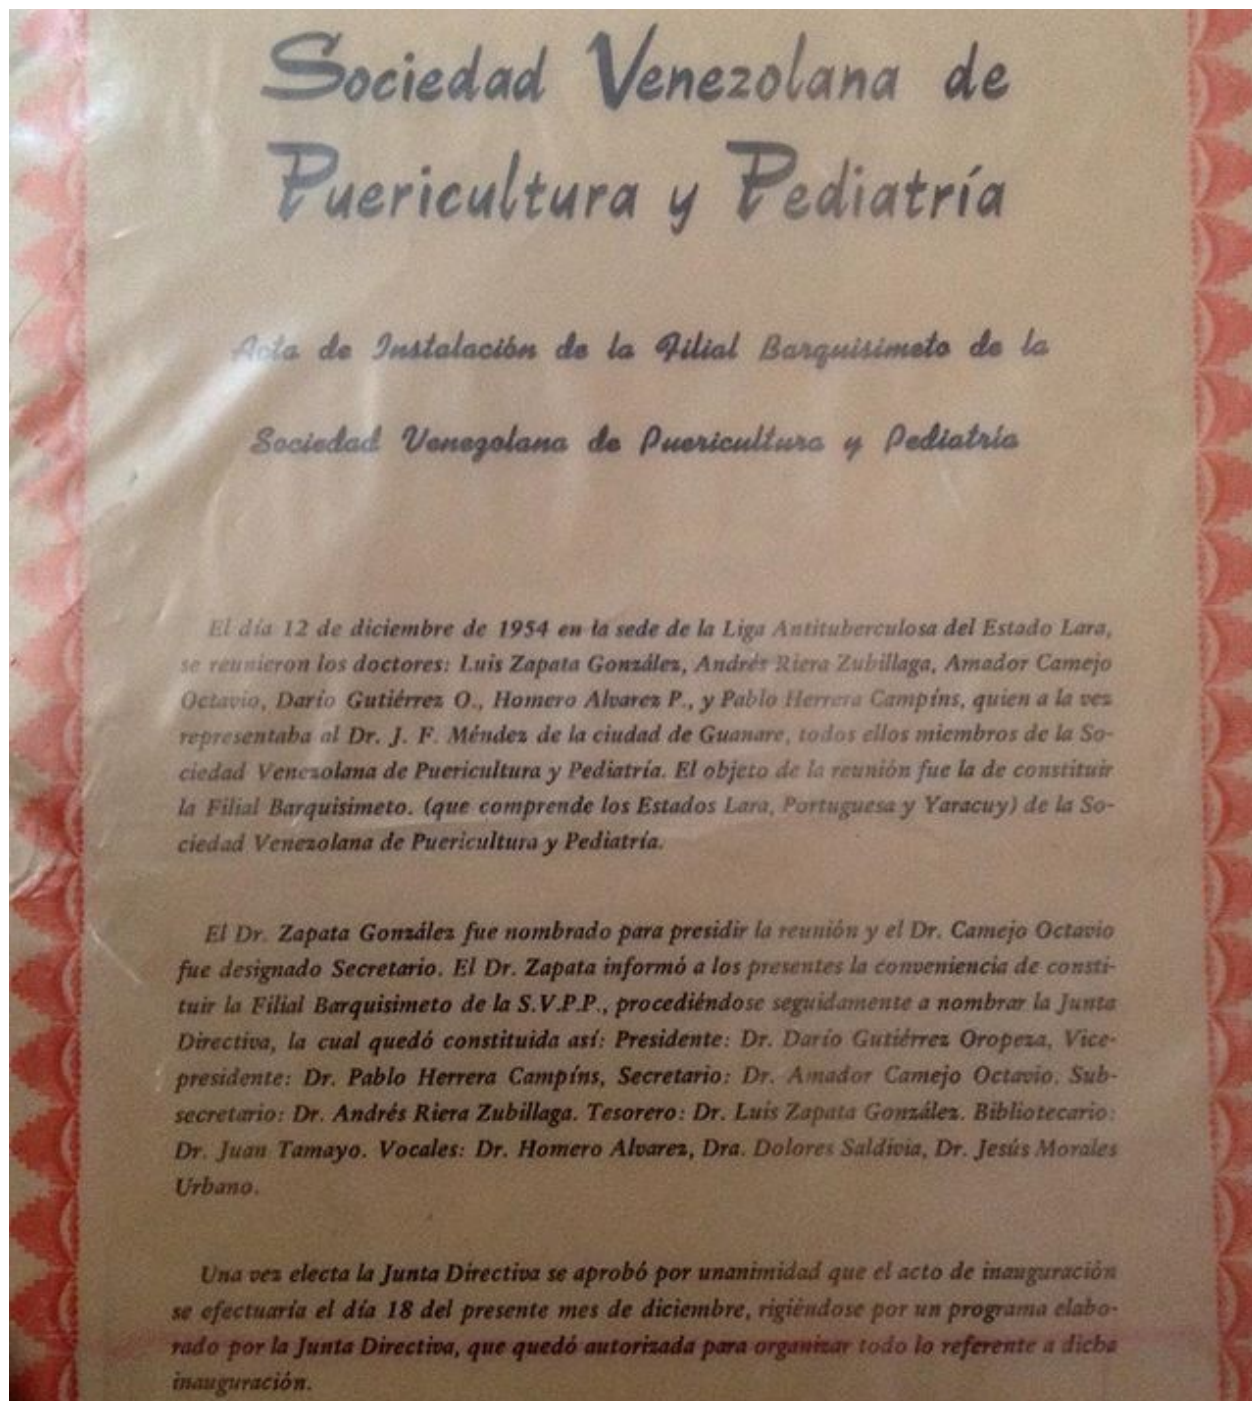 Sociedad Venezolana de
Puericultura y Pediatría
Acta de Instalación de la Filial Barquisimeto de la
Sociedad Venezolana de Puericultura y Pediatría
El día 12 de diciembre de 1954 en la sede de la Liga Antituberculosa del Estado Lara,
se reunieron los doctores: Luis Zapata González, Andrés Riera Zubillaga, Amador Camejo
Octavio, Darío Gutiérrez O., Homero Alvarez P., y Pablo Herrera Campíns, quien a la vez
representaba al Dr. J. F. Méndez de la ciudad de Guanare, todos ellos miembros de la So-
ciedad Venezolana de Puericultura y Pediatría. El objeto de la reunión fue la de constituir
la Filial Barquisimeto. (que comprende los Estados Lara, Portuguesa y Yaracuy) de la So-
ciedad Venezolana de Puericultura y Pediatría.
El Dr. Zapata González fue nombrado para presidir la reunión y el Dr. Camejo Octavio
fue designado Secretario. El Dr. Zapata informó a los presentes la conveniencia de consti-
tuir la Filial Barquisimeto de la S.V.P.P., procediéndose seguidamente a nombrar la Junta
Directiva, la cual quedó constituida así: Presidente: Dr. Darío Gutiérrez Oropeza, Vice-
presidente: Dr. Pablo Herrera Campíns, Secretario: Dr. Amador Camejo Octavio. Sub-
secretario: Dr. Andrés Riera Zubillaga. Tesorero: Dr. Luis Zapata González. Bibliotecario:
Dr. Juan Tamayo. Vocales: Dr. Homero Alvarez, Dra. Dolores Saldivia, Dr. Jesús Morales
Urbano.
Una vez electa la Junta Directiva se aprobó por unanimidad que el acto de inauguración
se efectuaría el día 18 del presente mes de diciembre, rigiéndose por un programa elabo-
rado por la Junta Directiva, que quedó autorizada para organizar todo lo referente a dicha
inauguración.